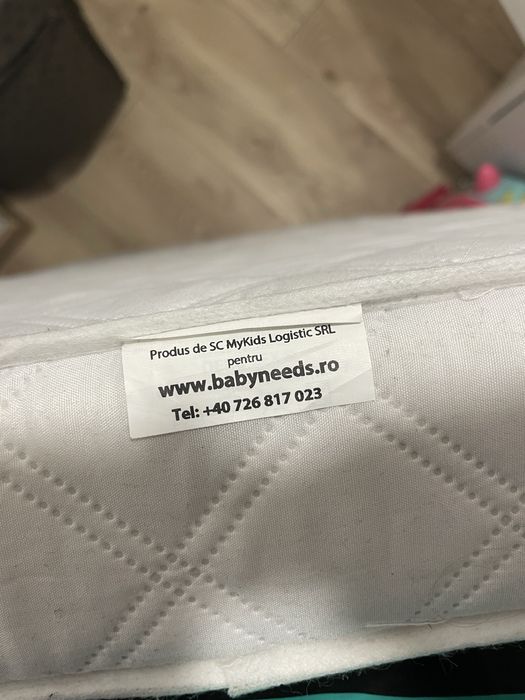 Produs de SC MyKids Logistic SRL
pentru
www.babyneeds.ro
Tel: +40 726 817 023